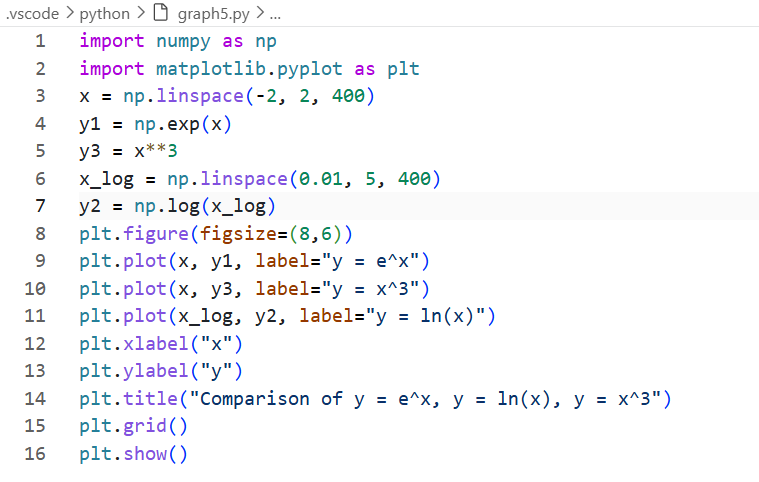 .vscode > python > graph5.py > ...
1 import numpy as np
2 import matplotlib.pyplot as plt
3 x = np.linspace(-2, 2, 400)
4 y1 = np.exp(x)
5 y3 = x**3
6 x_log = np.linspace(0.01, 5, 400)
7 y2 = np.log(x_log)
8 plt.figure(figsize=(8,6))
9 plt.plot(x, y1, label="y = e^x")
10 plt.plot(x, y3, label="y = x^3")
11 plt.plot(x_log, y2, label="y = ln(x)")
12 plt.xlabel("x")
13 plt.ylabel("y")
14 plt.title("Comparison of y = e^x, y = ln(x), y = x^3")
15 plt.grid()
16 plt.show()